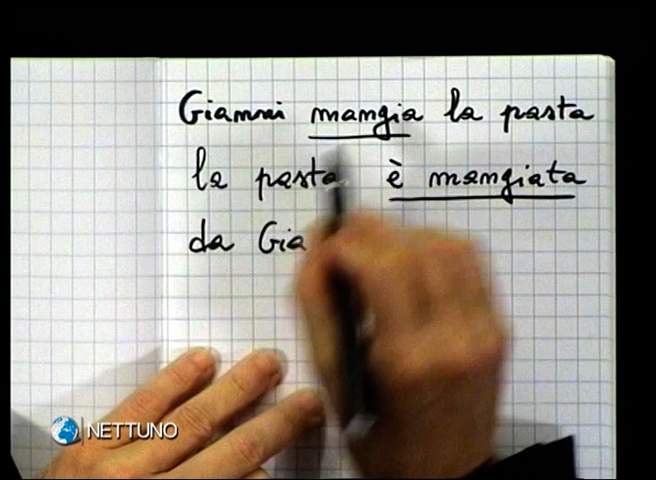 Gianni mangia la pasta
la pasta è mangiata
da Gia
NETTUNO